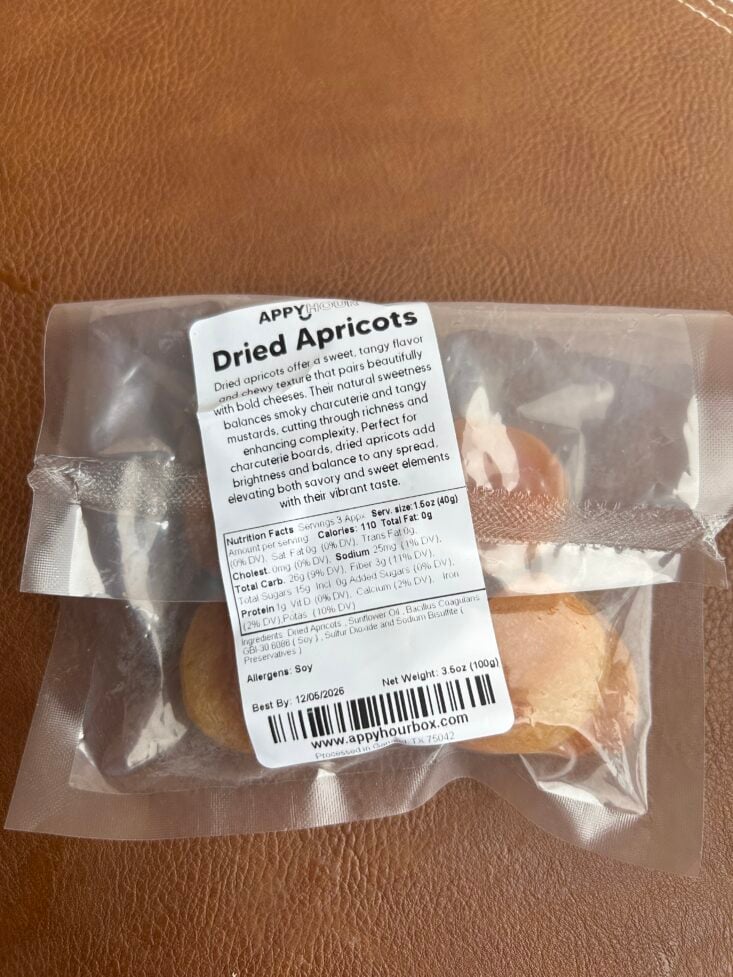 APPYHOUR
Dried Apricots
Dried apricots offer a sweet, tangy flavor
and chewy texture that pairs beautifully
with bold cheeses. Their natural sweetness
balances smoky charcuterie and tangy
mustards, cutting through richness and
enhancing complexity. Perfect for
charcuterie boards, dried apricots add
brightness and balance to any spread,
elevating both savory and sweet elements
with their vibrant taste.
Nutrition Facts Servings 3 Appx Serv. size: 1.5oz (40g)
Amount per serving Calories: 110 Total Fat: 0g
(0% DV), Sat Fat 0g (0% DV), Trans Fat 0g,
Cholest. 0mg (0% DV), Sodium 25mg (1% DV),
Total Carb. 26g (9% DV), Fiber 3g (11% DV),
Total Sugars 15g Incl 0g Added Sugars (0% DV),
Protein 1g Vit D (0% DV), Calcium (2% DV), Iron
(2% DV), Potas (10% DV)
Ingredients: Dried Apricots, Sunflower Oil, Bacillus Coagulans
GBI-30 6086 ( Soy ), Sulfur Dioxide and Sodium Bisulfite (
Preservatives )
Allergens: Soy
Best By: 12/05/2026
Net Weight: 3.5oz (100g)
www.appyhourbox.com
Processed in Garland, TX 75042